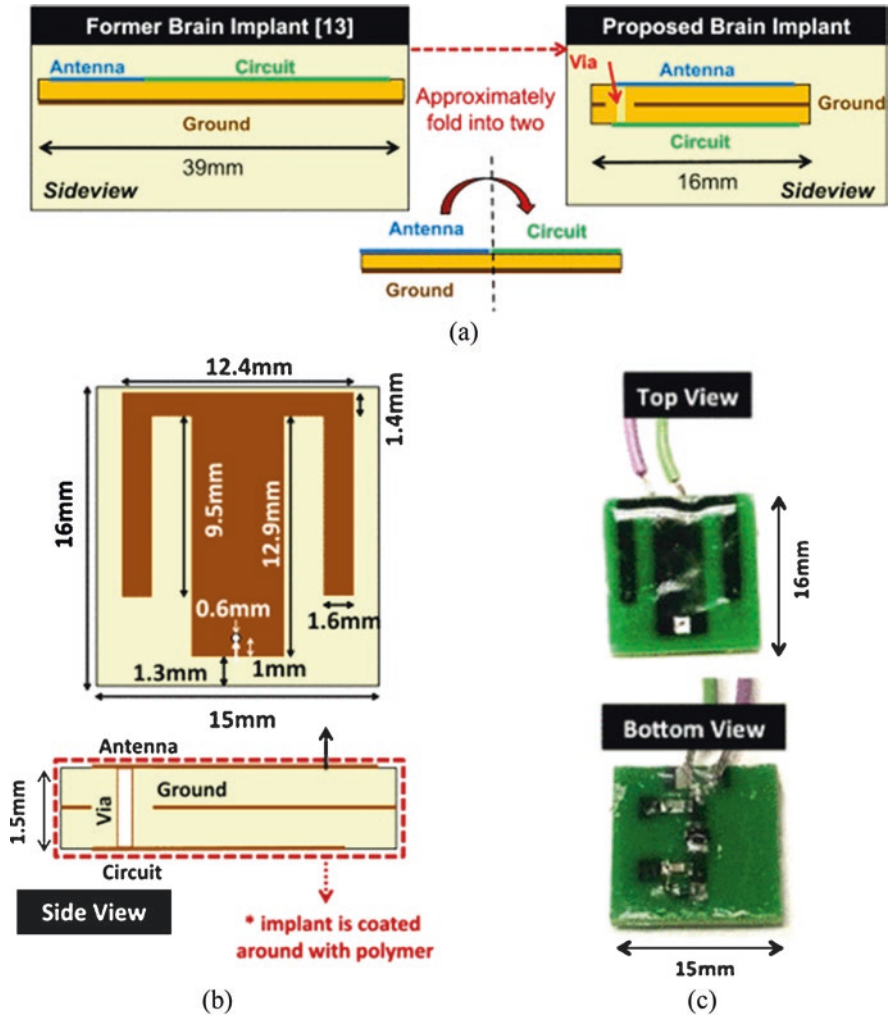 Former Brain Implant [13]
Antenna
Circuit
Ground
39mm
Sideview
Approximately
fold into two
Proposed Brain Implant
Via
Antenna
Ground
Circuit
16mm
Sideview
Antenna
Circuit
Ground
(a)
12.4mm
1.4mm
16mm
9.5mm
12.9mm
0.6mm
1.6mm
1.3mm
1mm
15mm
Antenna
1.5mm
Via
Ground
Circuit
Side View
* implant is coated
around with polymer
(b)
Top View
16mm
Bottom View
15mm
(c)